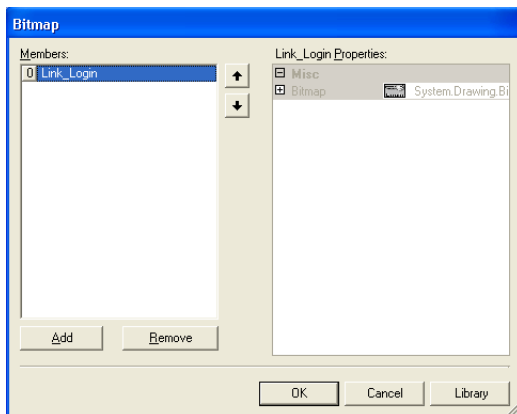 Bitmap
Members:
Link_Login Properties:
0 Link_Login
Misc
Bitmap System.Drawing.Bi
Add Remove
OK Cancel Library